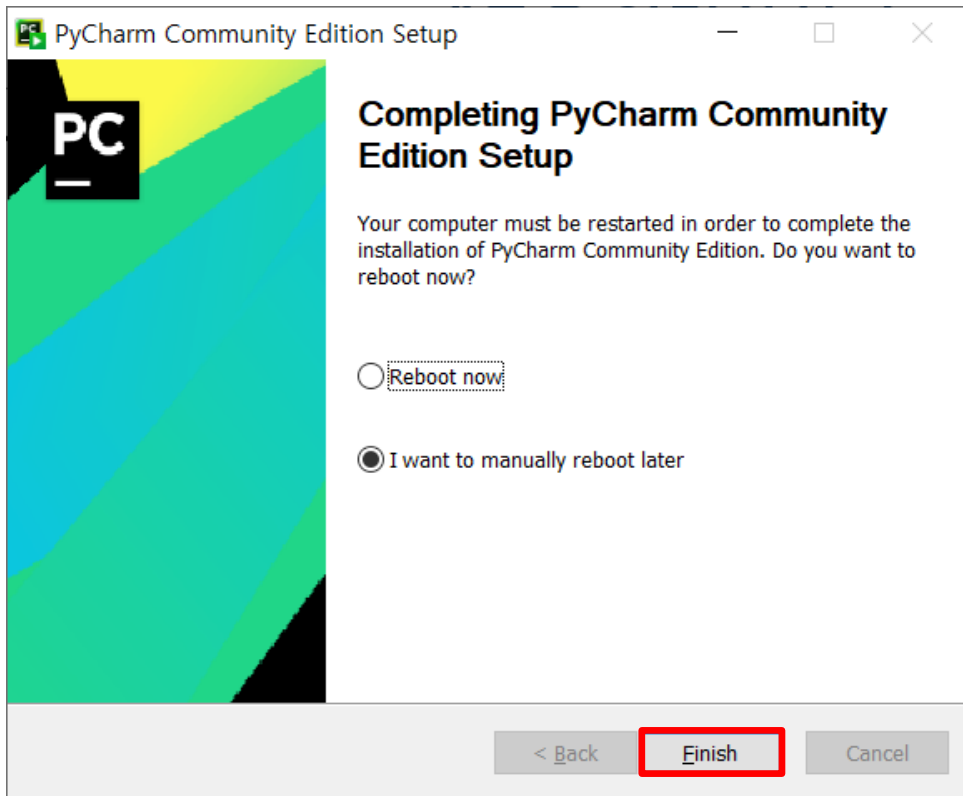 PyCharm Community Edition Setup
PC
Completing PyCharm Community
Edition Setup
Your computer must be restarted in order to complete the
installation of PyCharm Community Edition. Do you want to
reboot now?
Reboot now
I want to manually reboot later
< Back
Finish
Cancel